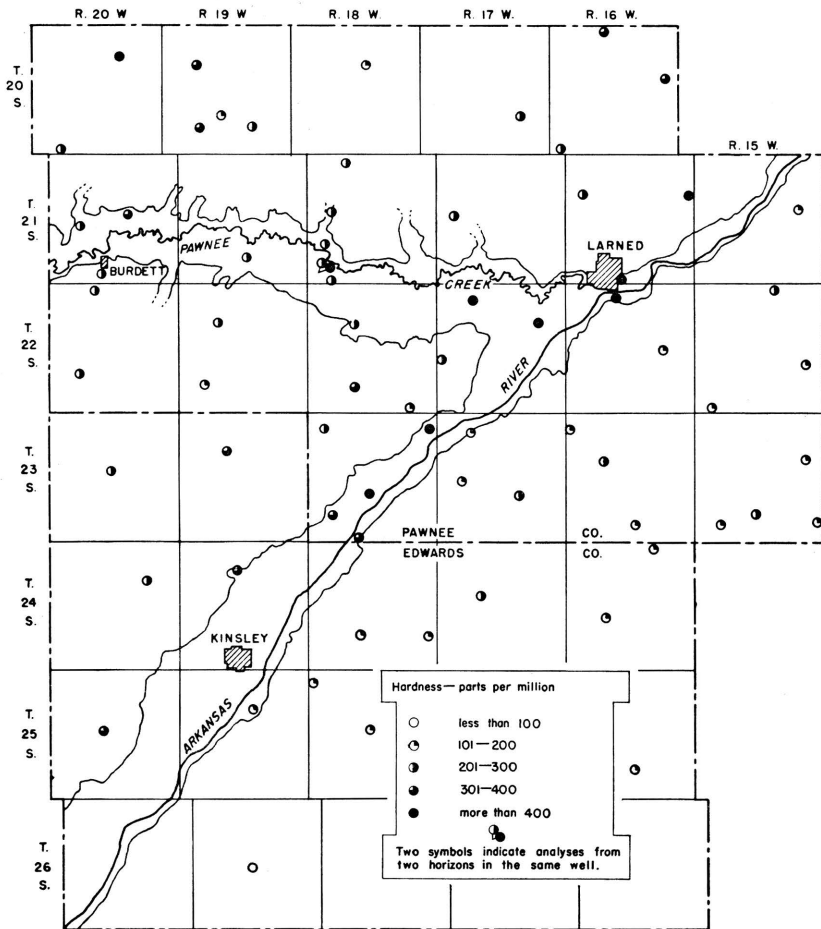 R. 20 W.
R. 19 W
R. 18 W.
R. 17 W.
R. 16 W.
T.
20
S.
R. 15 W.
T.
21
S.
PAWNEE
LARNED
BURDETT
CREEK
T.
22
S.
RIVER
T.
23
S.
PAWNEE CO.
EDWARDS CO.
T.
24
S.
KINSLEY
Hardness—parts per million
less than 100
101—200
201—300
301—400
more than 400
Two symbols indicate analyses from
two horizons in the same well.
T.
25
S.
ARKANSAS
T.
26
S.